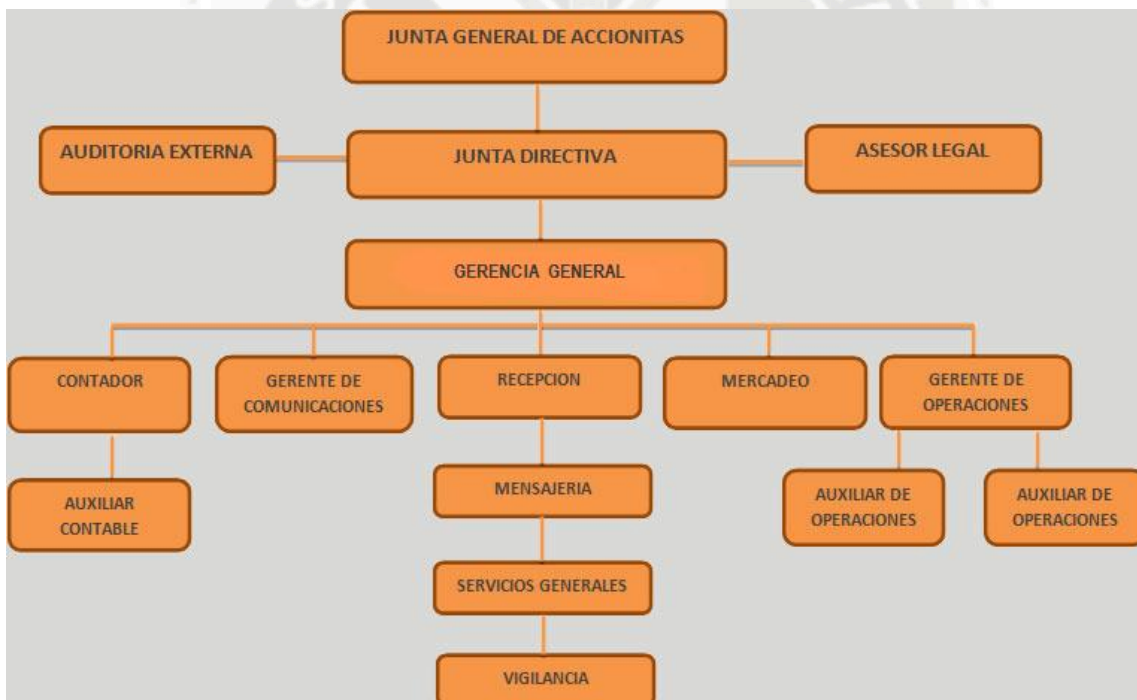 JUNTA GENERAL DE ACCIONITAS
AUDITORIA EXTERNA
JUNTA DIRECTIVA
ASESOR LEGAL
GERENCIA GENERAL
CONTADOR
GERENTE DE
COMUNICACIONES
RECEPCION
MERCADEO
GERENTE DE
OPERACIONES
AUXILIAR
CONTABLE
MENSAJERIA
AUXILIAR DE
OPERACIONES
AUXILIAR DE
OPERACIONES
SERVICIOS GENERALES
VIGILANCIA